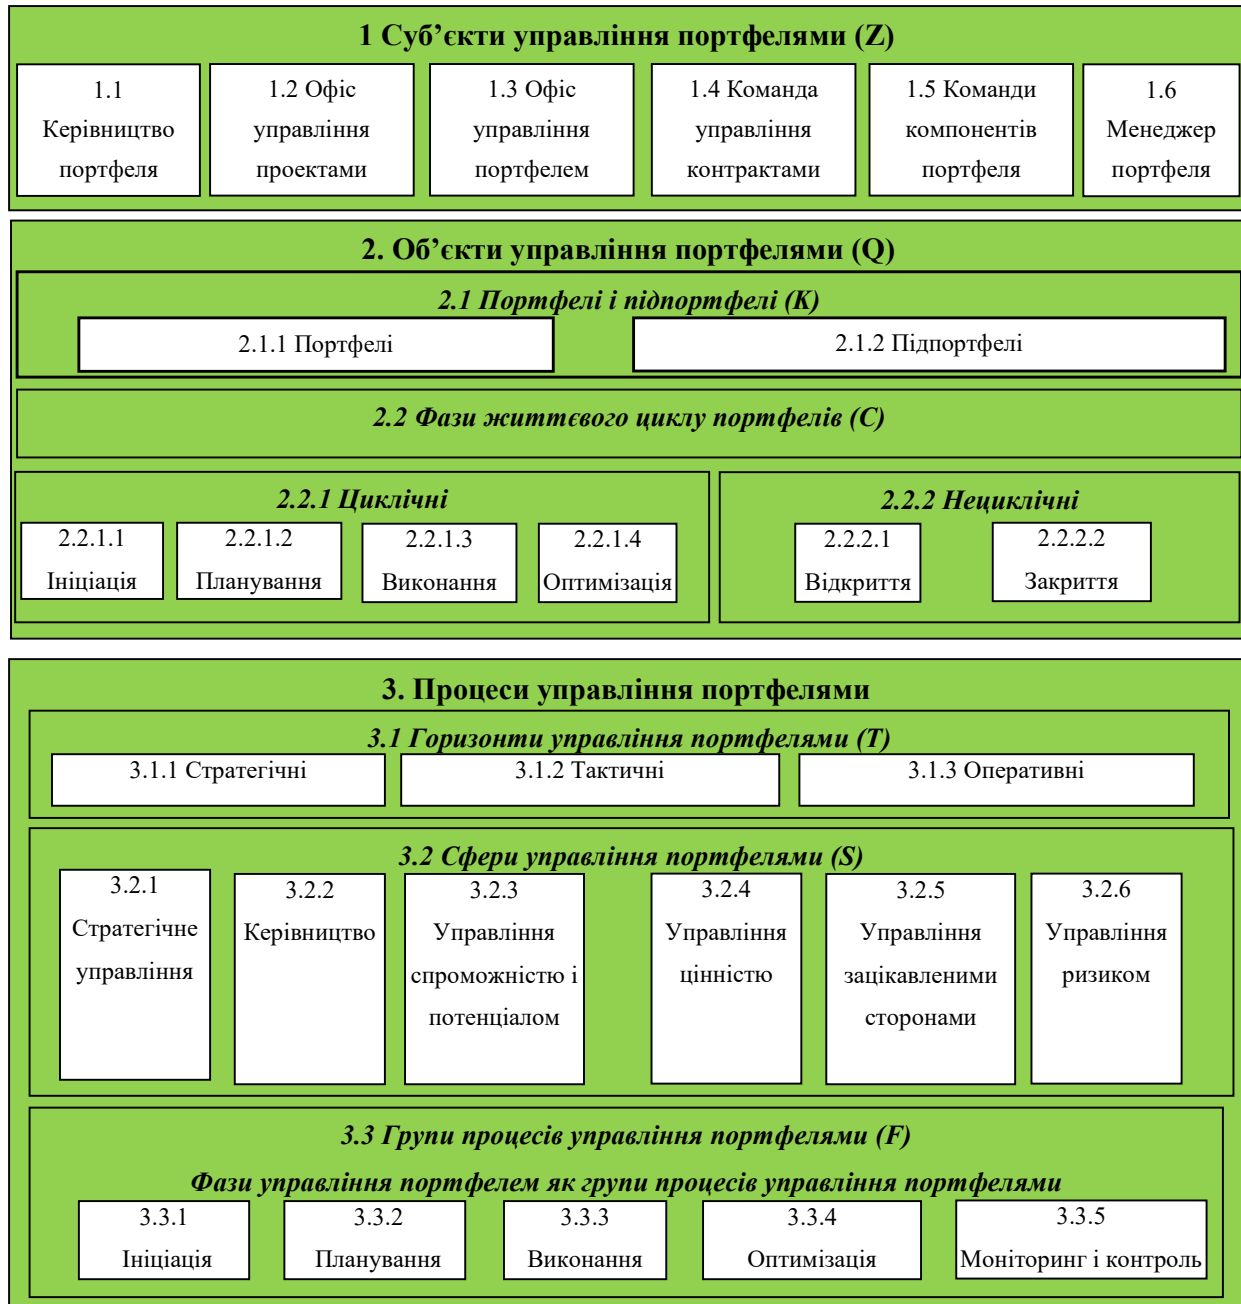 1 Суб’єкти управління портфелями (Z)
1.1
Керівництво
портфеля
1.2 Офіс
управління
проектами
1.3 Офіс
управління
портфелем
1.4 Команда
управління
контрактами
1.5 Команди
компонентів
портфеля
1.6
Менеджер
портфеля
2. Об’єкти управління портфелями (Q)
2.1 Портфелі і підпортфелі (K)
2.1.1 Портфелі
2.1.2 Підпортфелі
2.2 Фази життєвого циклу портфелів (C)
2.2.1 Циклічні
2.2.1.1
Ініціація
2.2.1.2
Планування
2.2.1.3
Виконання
2.2.1.4
Оптимізація
2.2.2 Нециклічні
2.2.2.1
Відкриття
2.2.2.2
Закриття
3. Процеси управління портфелями
3.1 Горизонти управління портфелями (T)
3.1.1 Стратегічні
3.1.2 Тактичні
3.1.3 Оперативні
3.2 Сфери управління портфелями (S)
3.2.1
Стратегічне
управління
3.2.2
Керівництво
3.2.3
Управління
спроможністю і
потенціалом
3.2.4
Управління
цінністю
3.2.5
Управління
зацікавленими
сторонами
3.2.6
Управління
ризиком
3.3 Групи процесів управління портфелями (F)
Фази управління портфелем як групи процесів управління портфелями
3.3.1
Ініціація
3.3.2
Планування
3.3.3
Виконання
3.3.4
Оптимізація
3.3.5
Моніторинг і контроль